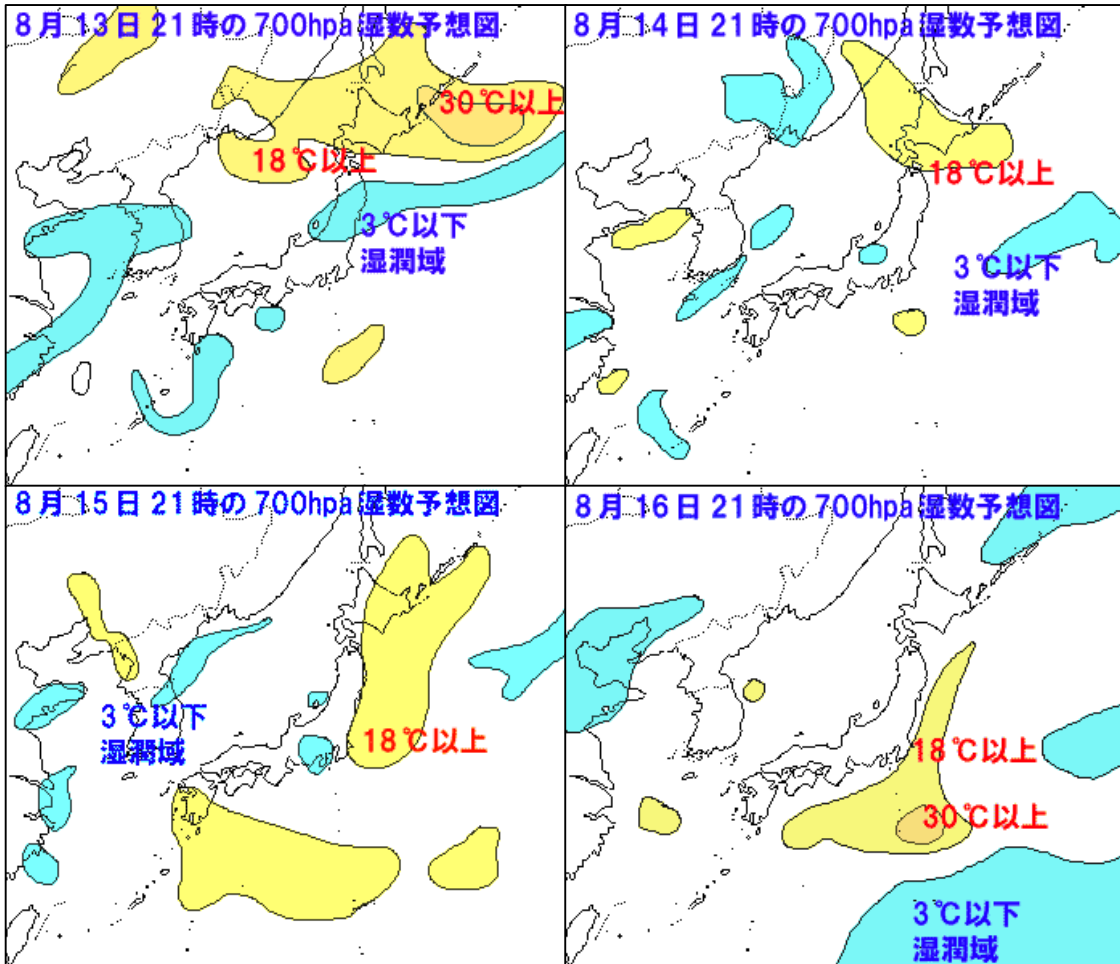 8月13日21時の700hpa湿数予想図
30℃以上
18℃以上
3℃以下
湿潤域
8月14日21時の700hpa湿数予想図
18℃以上
3℃以下
湿潤域
8月15日21時の700hpa湿数予想図
3℃以下
湿潤域
18℃以上
8月16日21時の700hpa湿数予想図
18℃以上
30℃以上
3℃以下
湿潤域